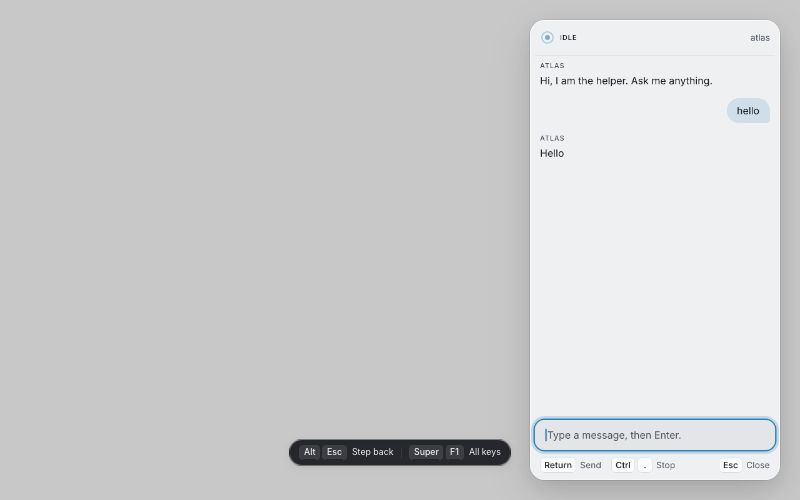 IDLE
atlas
ATLAS
Hi, I am the helper. Ask me anything.
hello
ATLAS
Hello
Type a message, then Enter.
Alt Esc Step back Super F1 All keys
Return Send Ctrl . Stop Esc Close